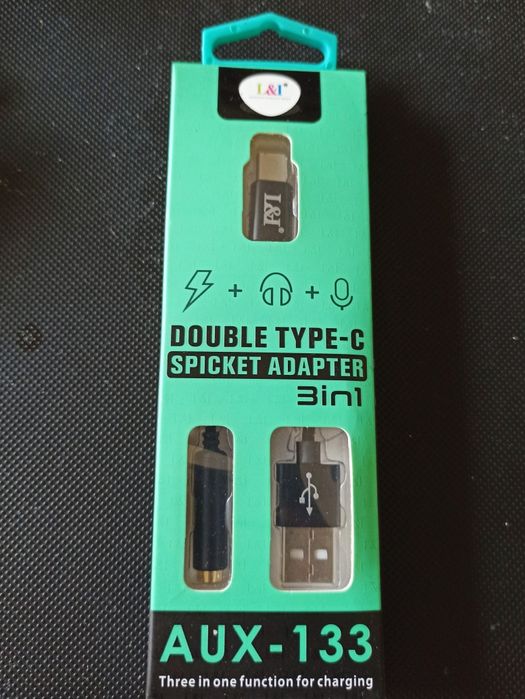 L&I®
L&I®
+ +
DOUBLE TYPE-C
SPICKET ADAPTER
3in1
AUX-133
Three in one function for charging